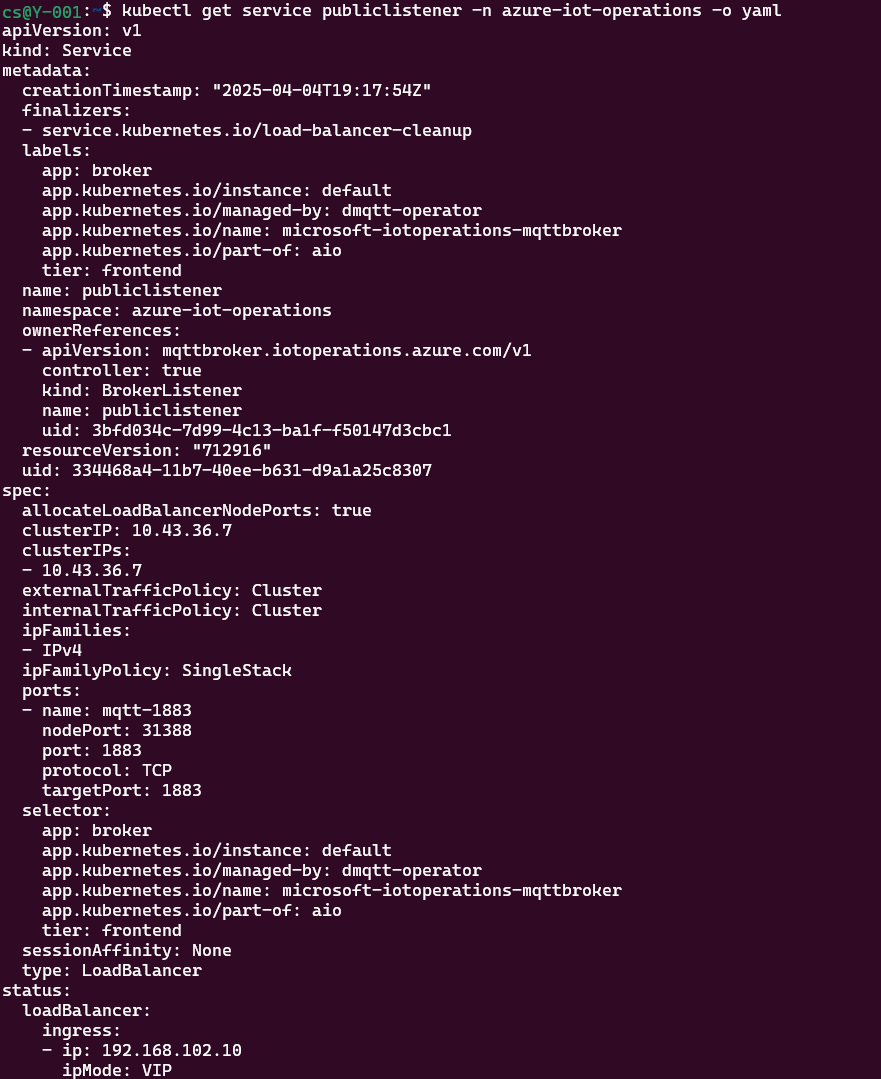 cs@Y-001:~$ kubectl get service publiclistener -n azure-iot-operations -o yaml
apiVersion: v1
kind: Service
metadata:
  creationTimestamp: "2025-04-04T19:17:54Z"
  finalizers:
  - service.kubernetes.io/load-balancer-cleanup
  labels:
    app: broker
    app.kubernetes.io/instance: default
    app.kubernetes.io/managed-by: dmqtt-operator
    app.kubernetes.io/name: microsoft-iotoperations-mqttbroker
    app.kubernetes.io/part-of: aio
    tier: frontend
  name: publiclistener
  namespace: azure-iot-operations
  ownerReferences:
  - apiVersion: mqttbroker.iotoperations.azure.com/v1
    controller: true
    kind: BrokerListener
    name: publiclistener
    uid: 3bfd034c-7d99-4c13-ba1f-f50147d3cbc1
  resourceVersion: "712916"
  uid: 334468a4-11b7-40ee-b631-d9a1a25c8307
spec:
  allocateLoadBalancerNodePorts: true
  clusterIP: 10.43.36.7
  clusterIPs:
  - 10.43.36.7
  externalTrafficPolicy: Cluster
  internalTrafficPolicy: Cluster
  ipFamilies:
  - IPv4
  ipFamilyPolicy: SingleStack
  ports:
  - name: mqtt-1883
    nodePort: 31388
    port: 1883
    protocol: TCP
    targetPort: 1883
  selector:
    app: broker
    app.kubernetes.io/instance: default
    app.kubernetes.io/managed-by: dmqtt-operator
    app.kubernetes.io/name: microsoft-iotoperations-mqttbroker
    app.kubernetes.io/part-of: aio
    tier: frontend
  sessionAffinity: None
  type: LoadBalancer
status:
  loadBalancer:
    ingress:
    - ip: 192.168.102.10
      ipMode: VIP